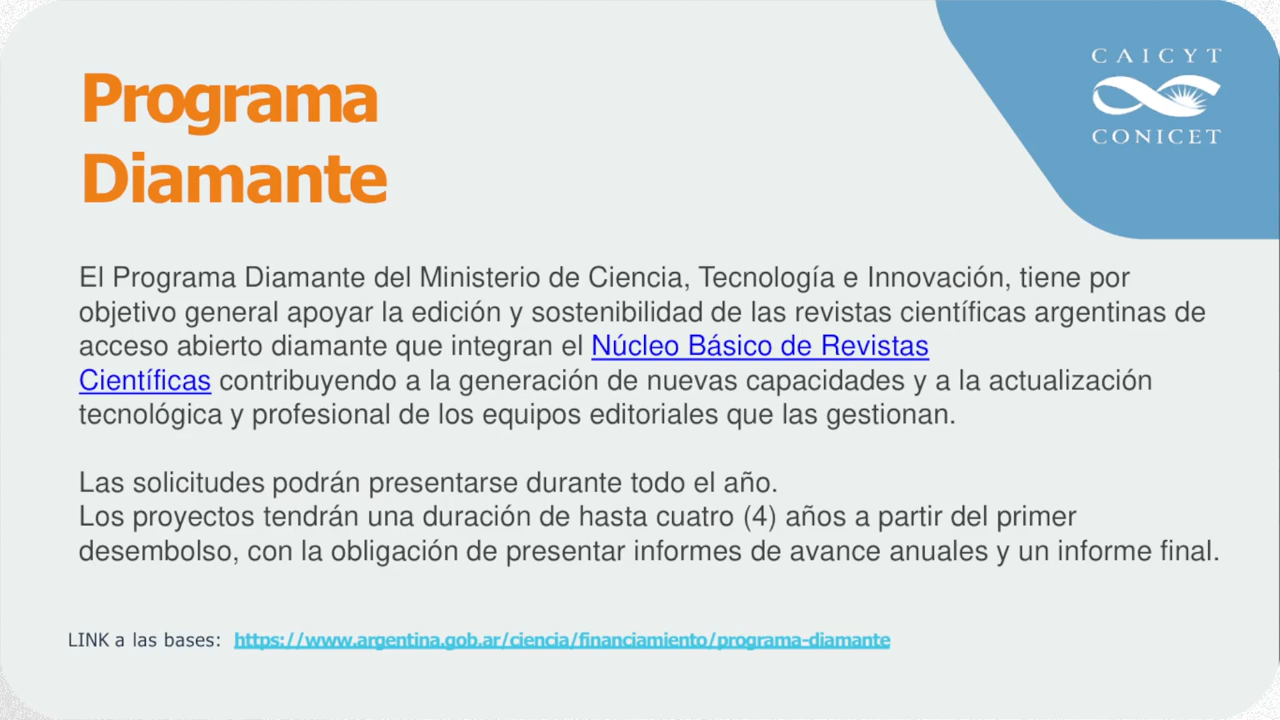 CAICYT
CONICET
Programa
Diamante
El Programa Diamante del Ministerio de Ciencia, Tecnología e Innovación, tiene por
objetivo general apoyar la edición y sostenibilidad de las revistas científicas argentinas de
acceso abierto diamante que integran el Núcleo Básico de Revistas
Científicas contribuyendo a la generación de nuevas capacidades y a la actualización
tecnológica y profesional de los equipos editoriales que las gestionan.
Las solicitudes podrán presentarse durante todo el año.
Los proyectos tendrán una duración de hasta cuatro (4) años a partir del primer
desembolso, con la obligación de presentar informes de avance anuales y un informe final.
LINK a las bases: https://www.argentina.gob.ar/ciencia/financiamiento/programa-diamante